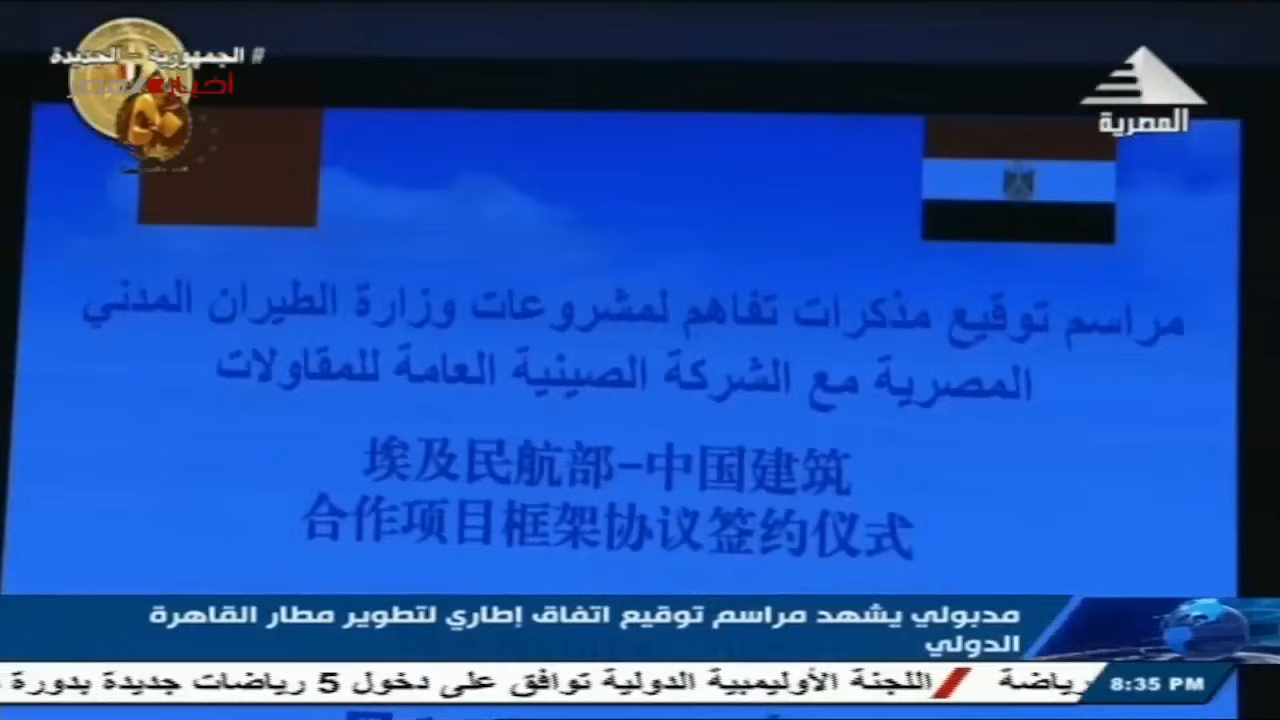 # الجمهورية - الجديدة
أخبار مصر
المصرية
مراسم توقيع مذكرات تفاهم لمشروعات وزارة الطيران المدني
المصرية مع الشركة الصينية العامة للمقاولات
埃及民航部-中国建筑
合作项目框架协议签约仪式
مدبولي يشهد مراسم توقيع اتفاق إطاري لتطوير مطار القاهرة
الدولي
رياضة / اللجنة الأوليمبية الدولية توافق على دخول 5 رياضات جديدة بدورة
8:35 PM